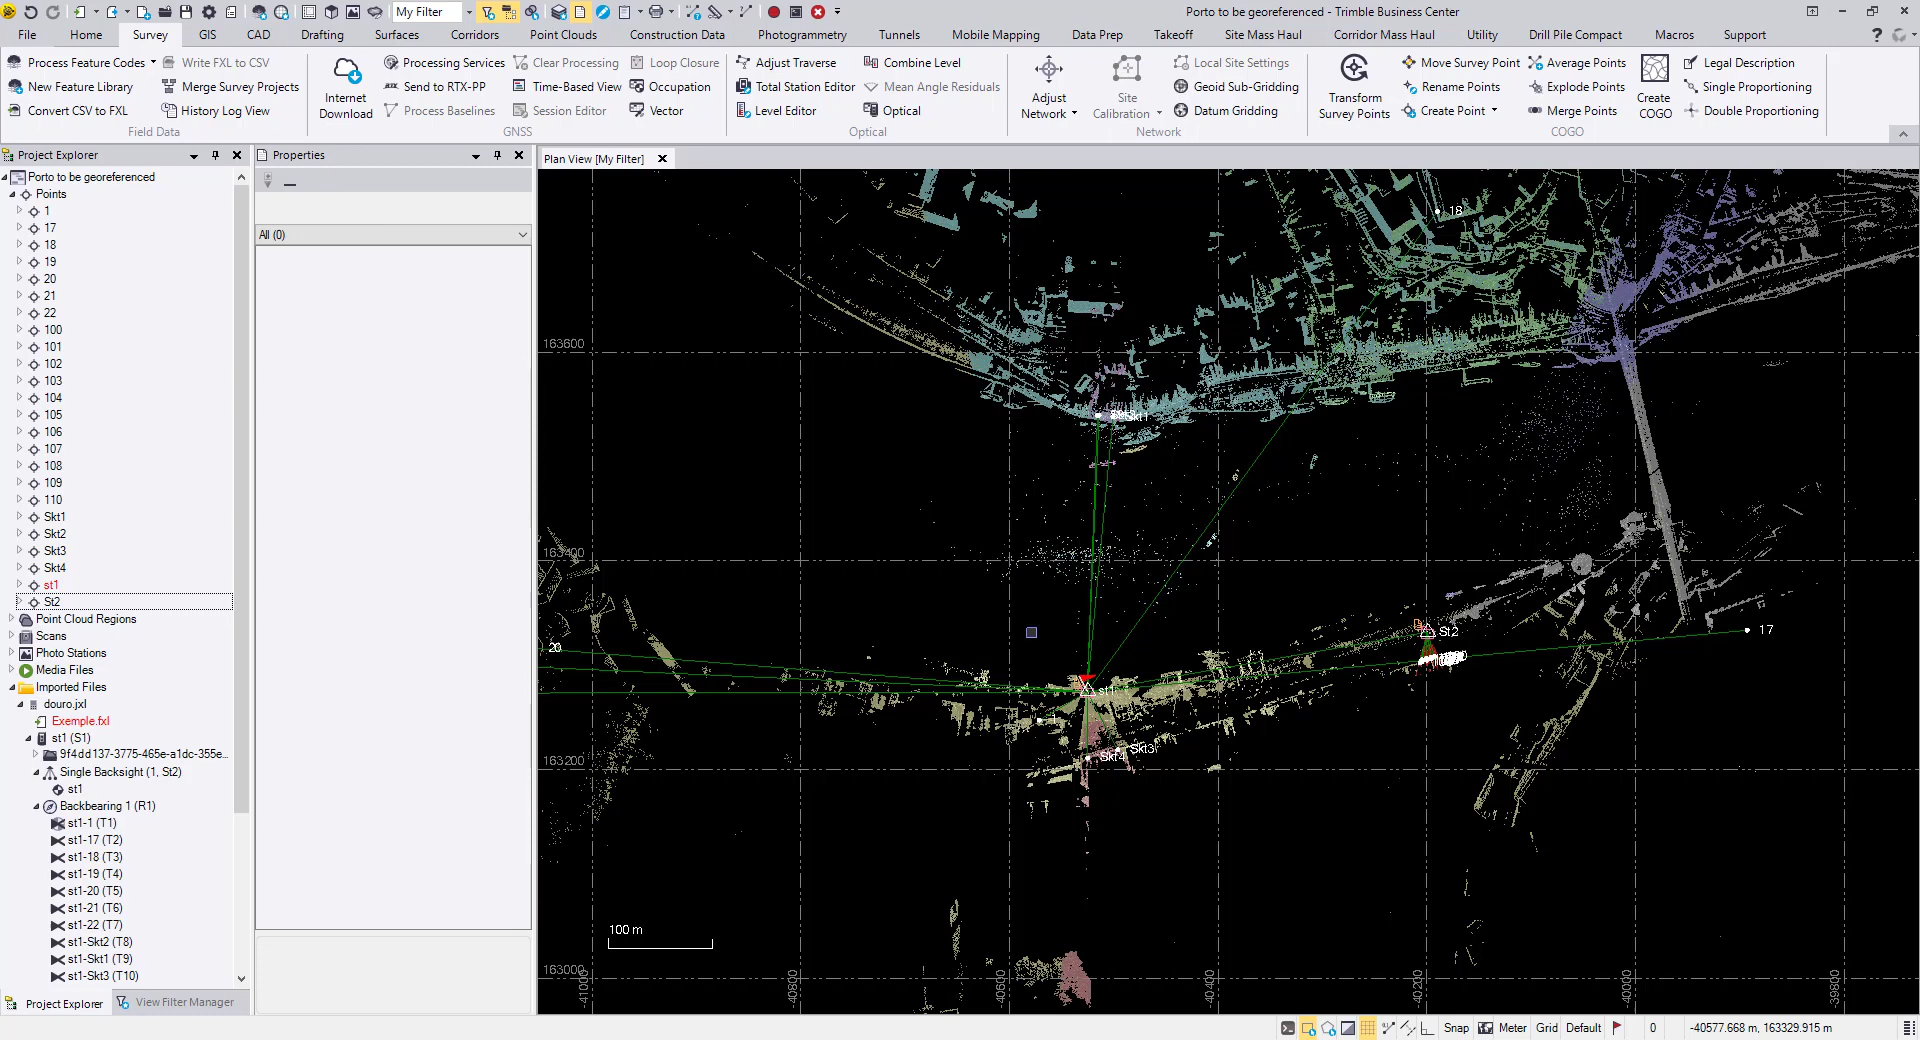 My Filter
Porto to be georeferenced - Trimble Business Center
File Home Survey GIS CAD Drafting Surfaces Corridors Point Clouds Construction Data Photogrammetry Tunnels Mobile Mapping Data Prep Takeoff Site Mass Haul Corridor Mass Haul Utility Drill Pile Compact Macros Support
Process Feature Codes Write FXL to CSV
New Feature Library Merge Survey Projects
Convert CSV to FXL History Log View
Field Data
Internet Download
Processing Services Clear Processing Loop Closure
Send to RTX-PP Time-Based View Occupation
Process Baselines Session Editor Vector
GNSS
Adjust Traverse Combine Level
Total Station Editor Mean Angle Residuals
Level Editor Optical
Optical
Adjust Network
Site Calibration
Local Site Settings
Geoid Sub-Gridding
Datum Gridding
Network
Transform Survey Points
Move Survey Point Average Points
Rename Points Explode Points
Create Point Merge Points
Create COGO
Legal Description
Single Proportioning
Double Proportioning
COGO
Project Explorer
Porto to be georeferenced
Points
1
17
18
19
20
21
22
100
101
102
103
104
105
106
107
108
109
110
Skt1
Skt2
Skt3
Skt4
st1
St2
Point Cloud Regions
Scans
Photo Stations
Media Files
Imported Files
douro.jxl
Exemple.fxl
st1 (S1)
9f4dd137-3775-465e-a1dc-355e...
Single Backsight (1, St2)
st1
Backbearing 1 (R1)
st1-1 (T1)
st1-17 (T2)
st1-18 (T3)
st1-19 (T4)
st1-20 (T5)
st1-21 (T6)
st1-22 (T7)
st1-Skt2 (T8)
st1-Skt1 (T9)
st1-Skt3 (T10)
Project Explorer View Filter Manager
Properties
All (0)
Plan View [My Filter]
18
163600
Skt1
163400
20
St2
17
st1
1
Skt3
Skt4
163200
100 m
163000
-41000
-40800
-40600
-40400
-40200
-40000
-39800
Snap Meter Grid Default 0 -40577.668 m, 163329.915 m